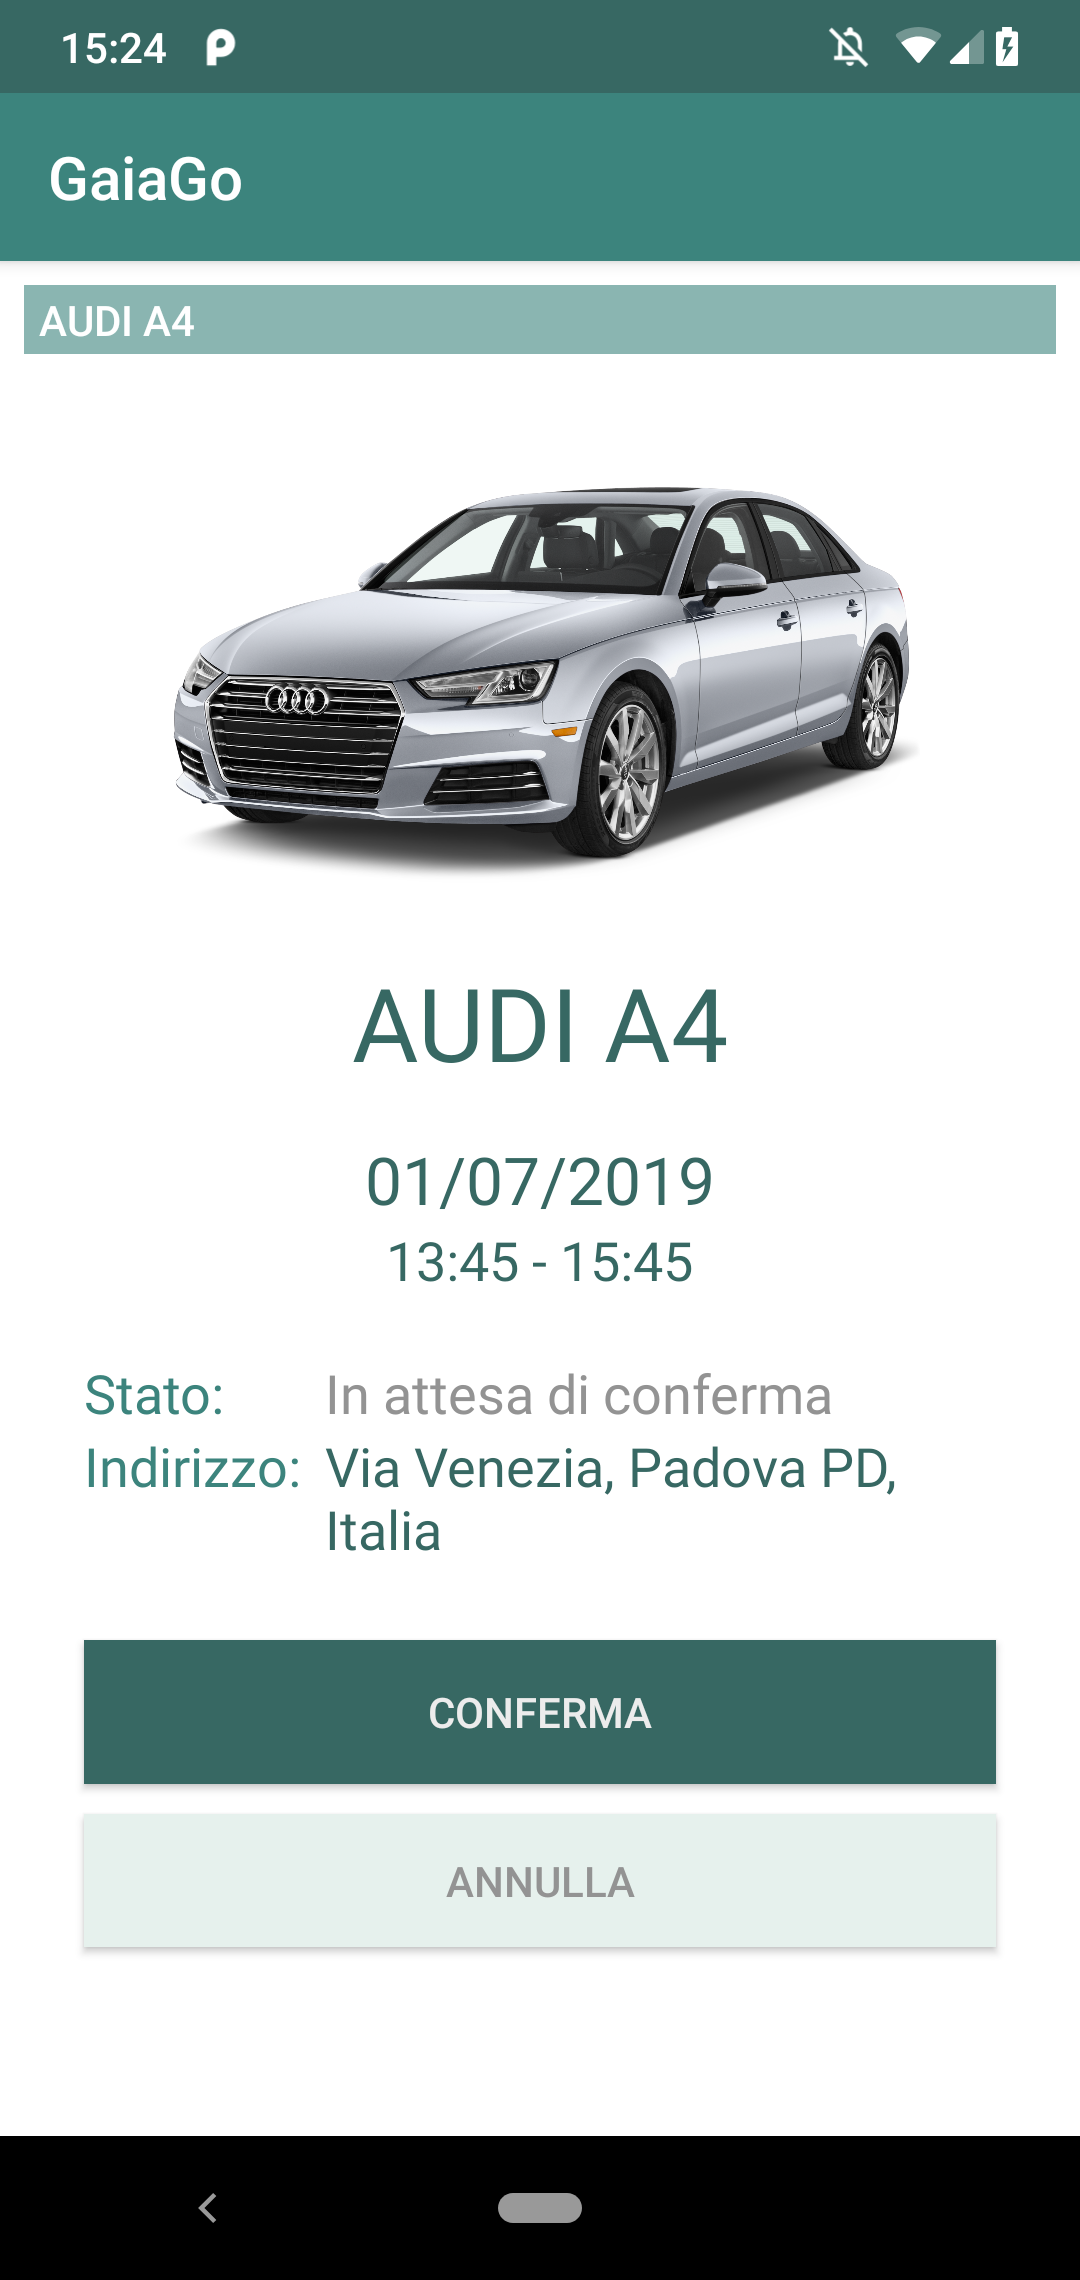 15:24
GaiaGo
AUDI A4
AUDI A4
01/07/2019
13:45 - 15:45
Stato: In attesa di conferma
Indirizzo: Via Venezia, Padova PD,
Italia
CONFERMA
ANNULLA